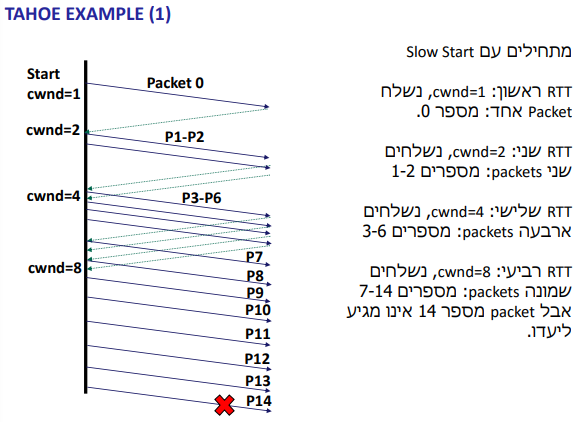 TAHOE EXAMPLE (1)
מתחילים עם Slow Start
RTT ראשון: cwnd=1, נשלח
Packet אחד: מספר 0.
RTT שני: cwnd=2, נשלחים
שני packets: מספרים 1-2
RTT שלישי: cwnd=4, נשלחים
ארבעה packets: מספרים 3-6
RTT רביעי: cwnd=8, נשלחים
שמונה packets: מספרים 7-14
אבל packet מספר 14 אינו מגיע
ליעדו.
Start
cwnd=1
Packet 0
cwnd=2
P1-P2
cwnd=4
P3-P6
P7
cwnd=8
P8
P9
P10
P11
P12
P13
P14